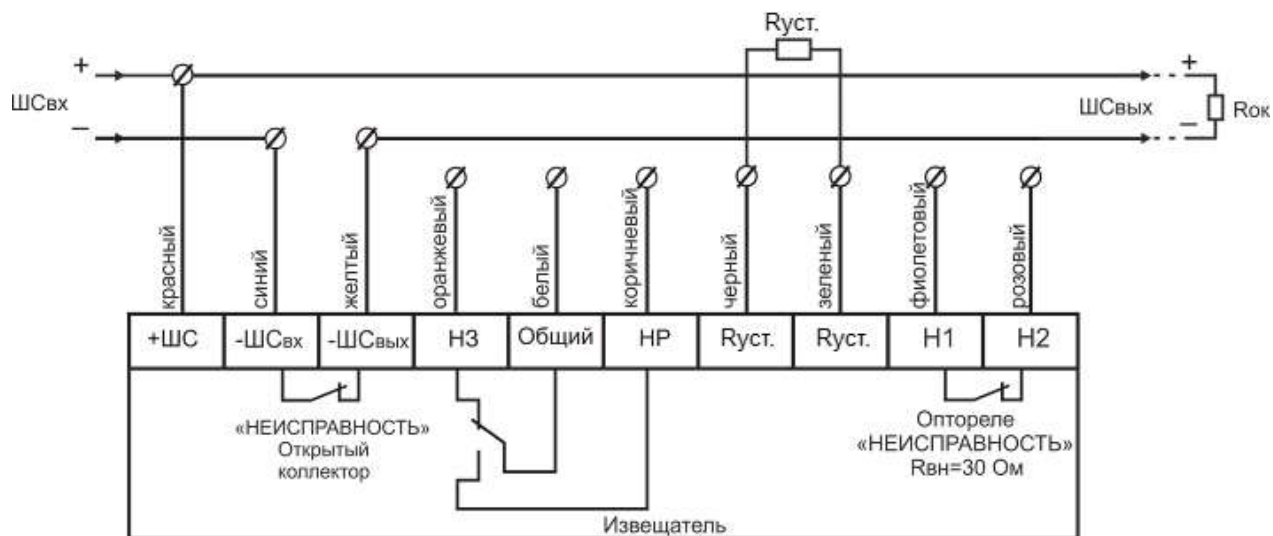 Rуст.
+
+
ШСвх
ШСвых
Rок
–
–
красный
синий
желтый
оранжевый
белый
коричневый
черный
зеленый
фиолетовый
розовый
+ШС
-ШСвх
-ШСвых
НЗ
Общий
НР
Rуст.
Rуст.
Н1
Н2
«НЕИСПРАВНОСТЬ»
Открытый
коллектор
Оптореле
«НЕИСПРАВНОСТЬ»
Rвн=30 Ом
Извещатель